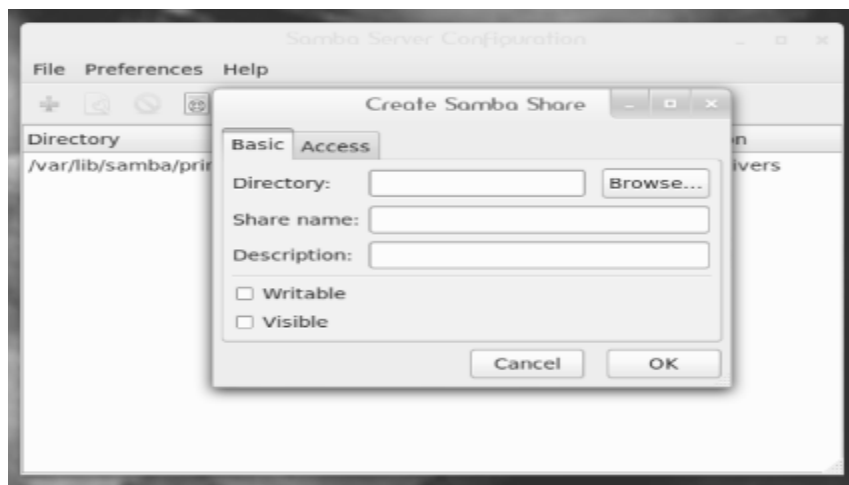 Samba Server Configuration
File Preferences Help
Create Samba Share
Directory
/var/lib/samba/prin
n
ivers
Basic Access
Directory: Browse...
Share name:
Description:
Writable
Visible
Cancel OK